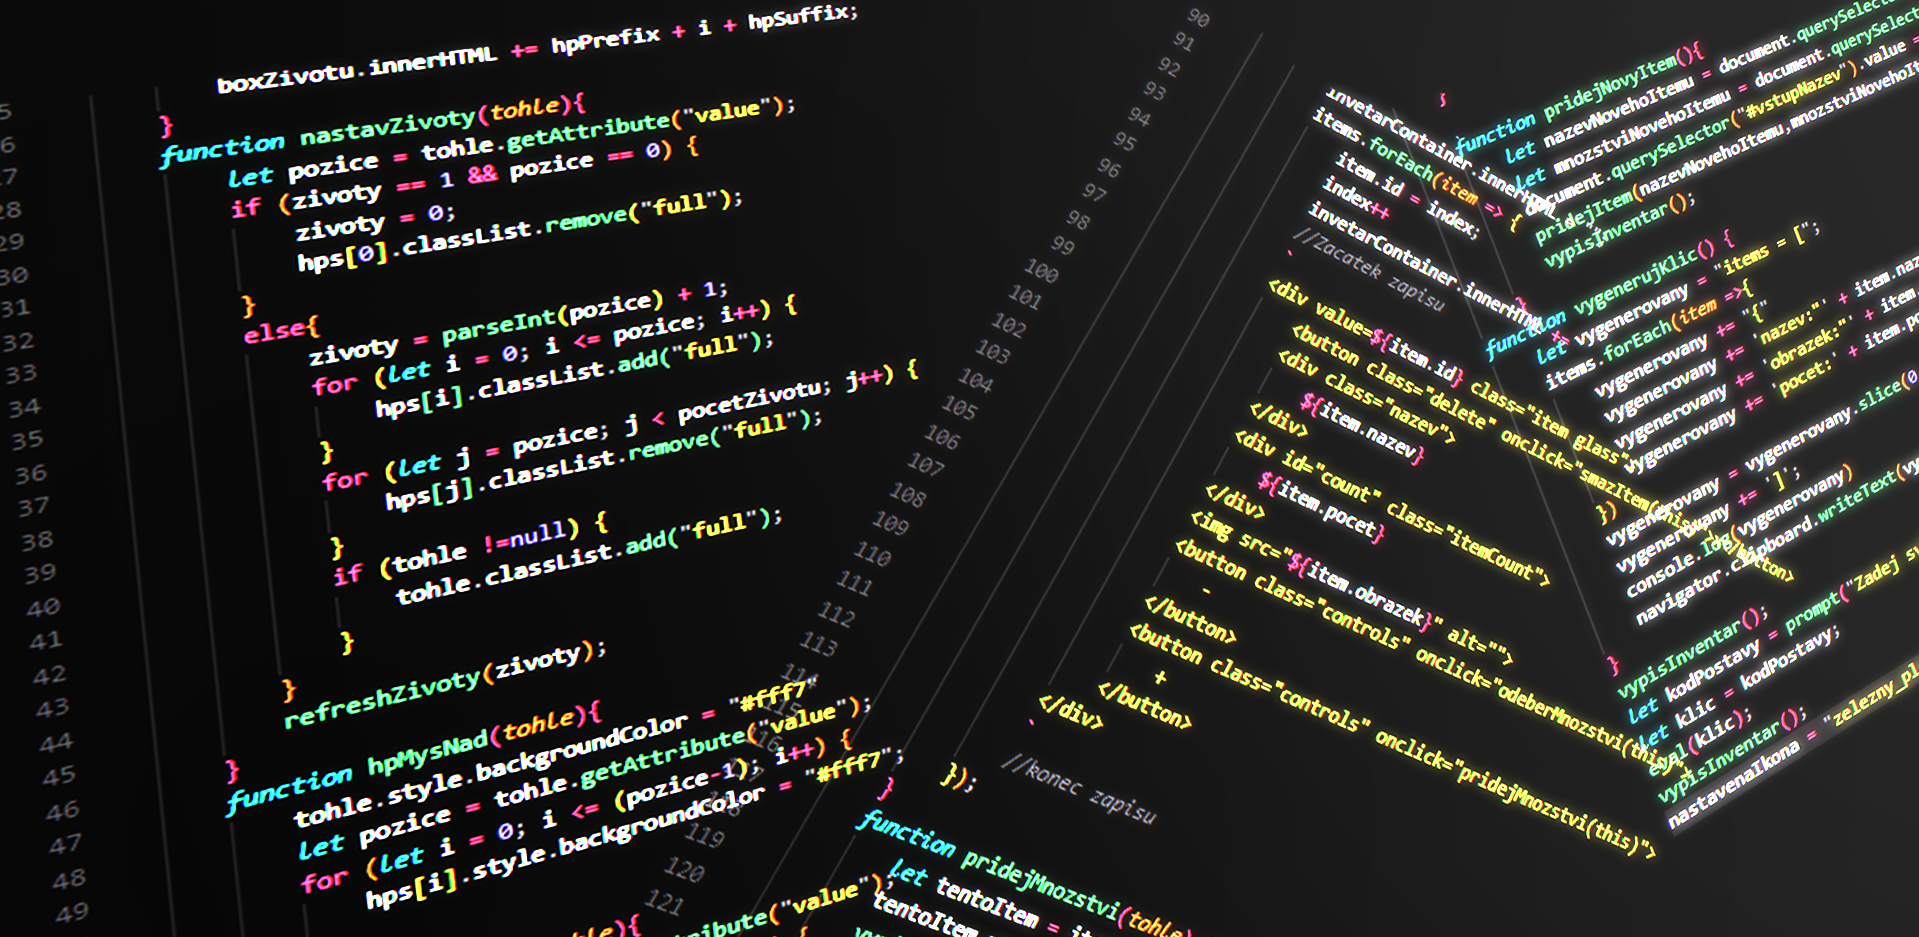 boxZivotu.innerHTML += hpPrefix + i + hpSuffix;
}
function nastavZivoty(tohle){
let pozice = tohle.getAttribute("value");
if (zivoty == 1 && pozice == 0) {
zivoty = 0;
hps[0].classList.remove("full");
}
else{
zivoty = parseInt(pozice) + 1;
for (let i = 0; i <= pozice; i++) {
hps[i].classList.add("full");
}
for (let j = pozice; j < pocetZivotu; j++) {
hps[j].classList.remove("full");
}
if (tohle !=null) {
tohle.classList.add("full");
}
}
refreshZivoty(zivoty);
}
function hpMysNad(tohle){
tohle.style.backgroundColor = "#fff7"
let pozice = tohle.getAttribute("value");
for (let i = 0; i <= (pozice-1); i++) {
hps[i].style.backgroundColor = "#fff7";
28
29
30
31
32
33
34
35
36
37
38
39
40
41
42
43
44
45
46
47
48
49
90
91
92
93
94
95
96
97
98
99
100
101
102
103
104
105
106
107
108
109
110
111
112
113
114
115
116
118
119
120
121
invetarContainer.innerHTML
items.forEach(item => {
item.id = index;
index++
invetarContainer.innerHTML +=
//Zacatek zapisu
`
<div value=${item.id} class="item glass">
<button class="delete" onclick="smazItem(this)"></button>
<div class="nazev">
${item.nazev}
</div>
<div id="count" class="itemCount">
${item.pocet}
</div>
<img src="${item.obrazek}" alt="">
<button class="controls" onclick="odeberMnozstvi(this)">
-
</button>
<button class="controls" onclick="pridejMnozstvi(this)">
+
</button>
</div>
`
//konec zapisu
});
}
function pridejMnozstvi(tohle)
let tentoItem =
tentoItem
("value");
function pridejNovyItem(){
let nazevNovehoItemu = document.querySelector
let mnozstviNovehoItemu = document.querySelect
document.querySelector("#vstupNazev").value =
pridejItem(nazevNovehoItemu,mnozstviNovehoIt
vypisInventar();
}
function vygenerujKlic() {
let vygenerovany = "items = [";
items.forEach(item =>{
vygenerovany += "{"
vygenerovany += 'nazev:"' + item.naz
vygenerovany += 'obrazek:"' + item.
vygenerovany += 'pocet:' + item.po
})
vygenerovany = vygenerovany.slice(0
vygenerovany += ']';
console.log(vygenerovany)
navigator.clipboard.writeText(vy
}
vypisInventar();
let kodPostavy = prompt("Zadej s
let klic = kodPostavy;
eval(klic);
vypisInventar();
nastavenaIkona = "zelezny_pl